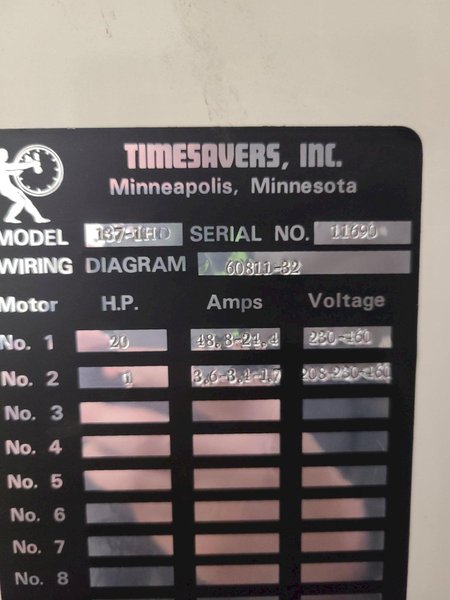 TIMESAVERS, INC.
Minneapolis, Minnesota
MODEL 137-1HD SERIAL NO. 11690
WIRING DIAGRAM 60811-32
Motor H.P. Amps Voltage
No. 1 20 48,8-24,4 230-460
No. 2 1 3,6-3,4-1,7 208-230-460
No. 3
No. 4
No. 5
No. 6
No. 7
No. 8